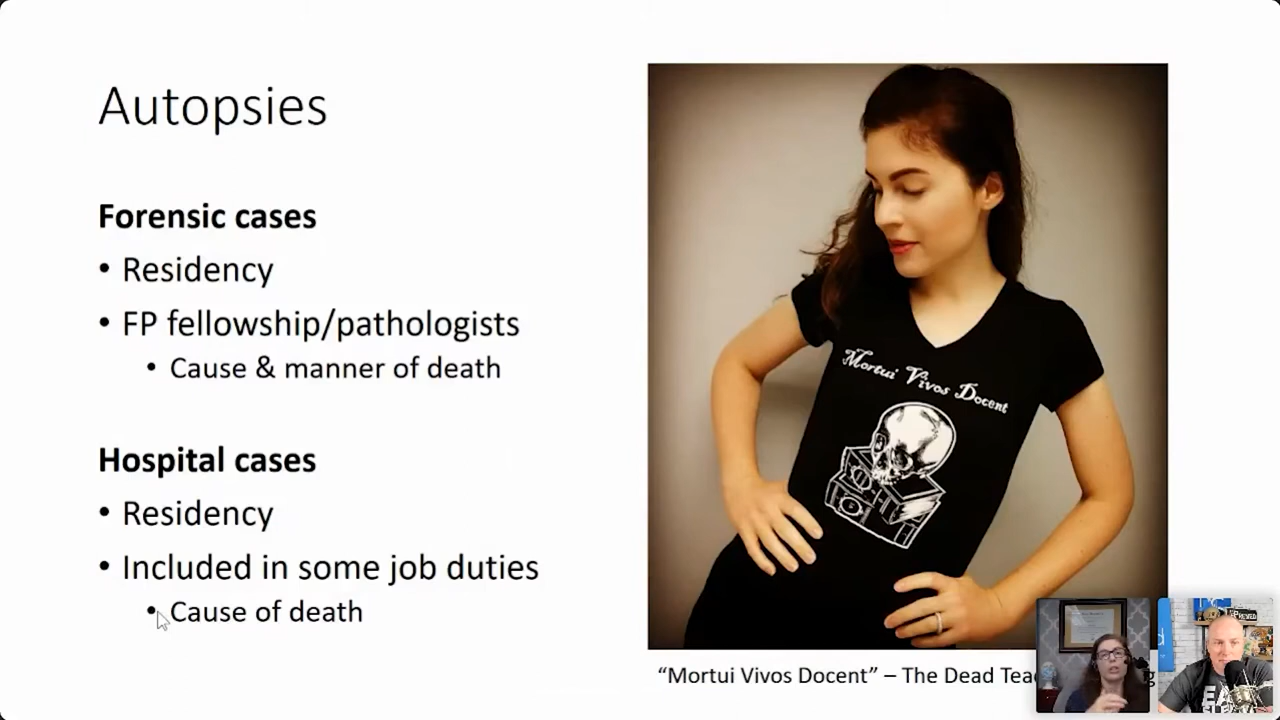 Autopsies
Forensic cases
• Residency
• FP fellowship/pathologists
• Cause & manner of death
Hospital cases
• Residency
• Included in some job duties
• Cause of death
Mortui Vivos Docent
“Mortui Vivos Docent” – The Dead